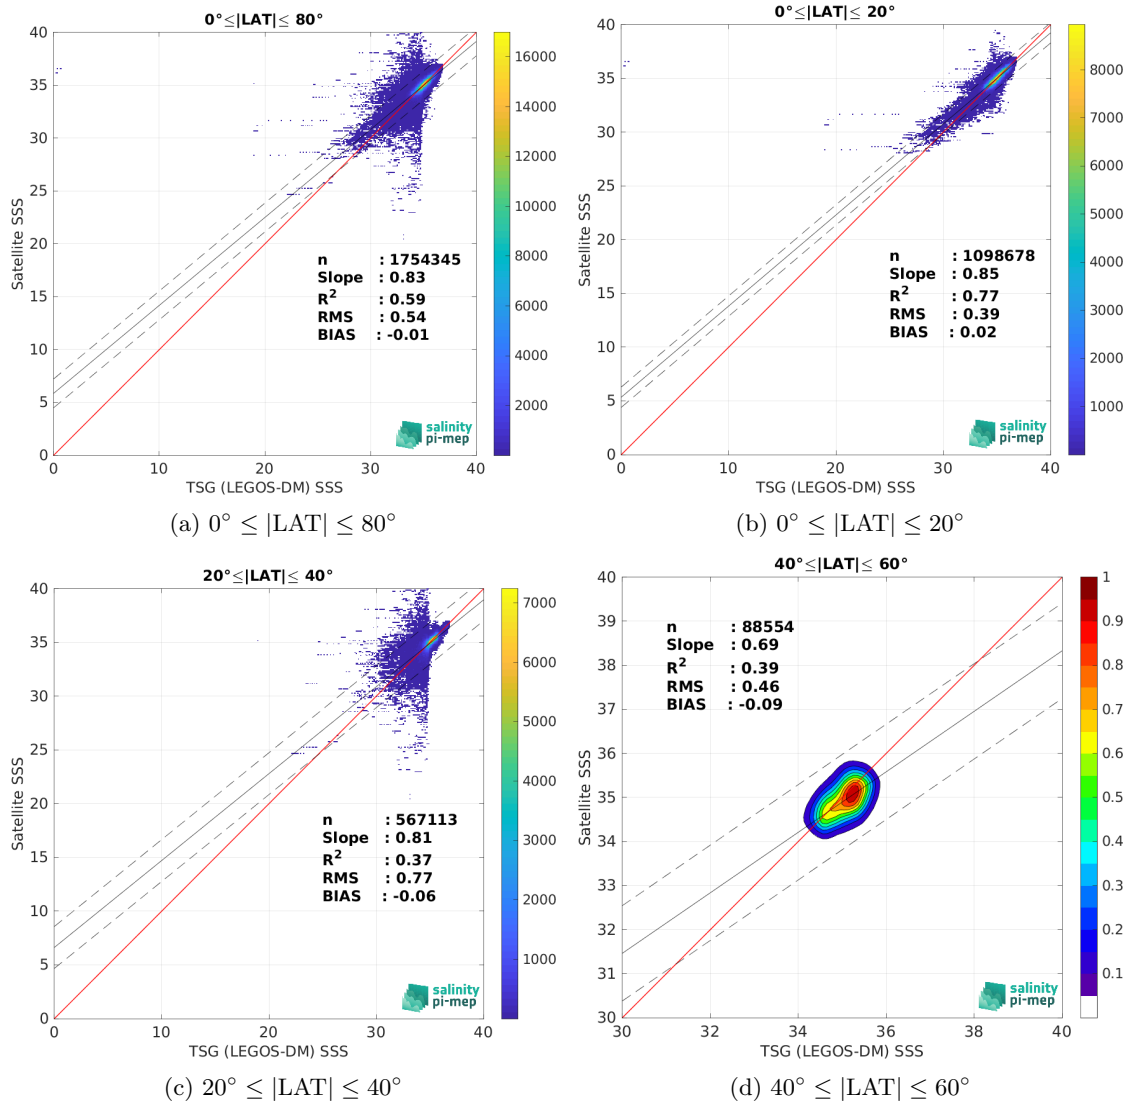 0°≤|LAT|≤ 80°
40
35
30
25
20
15
10
5
0
Satellite SSS
n : 1754345
Slope : 0.83
R² : 0.59
RMS : 0.54
BIAS : -0.01
salinity
pi-mep
0 10 20 30 40
TSG (LEGOS-DM) SSS
16000
14000
12000
10000
8000
6000
4000
2000
(a) 0° ≤ |LAT| ≤ 80°
0°≤|LAT|≤ 20°
40
35
30
25
20
15
10
5
0
Satellite SSS
n : 1098678
Slope : 0.85
R² : 0.77
RMS : 0.39
BIAS : 0.02
salinity
pi-mep
0 10 20 30 40
TSG (LEGOS-DM) SSS
8000
7000
6000
5000
4000
3000
2000
1000
(b) 0° ≤ |LAT| ≤ 20°
20°≤|LAT|≤ 40°
40
35
30
25
20
15
10
5
0
Satellite SSS
n : 567113
Slope : 0.81
R² : 0.37
RMS : 0.77
BIAS : -0.06
salinity
pi-mep
0 10 20 30 40
TSG (LEGOS-DM) SSS
7000
6000
5000
4000
3000
2000
1000
(c) 20° ≤ |LAT| ≤ 40°
40°≤|LAT|≤ 60°
40
39
38
37
36
35
34
33
32
31
30
Satellite SSS
n : 88554
Slope : 0.69
R² : 0.39
RMS : 0.46
BIAS : -0.09
salinity
pi-mep
30 32 34 36 38 40
TSG (LEGOS-DM) SSS
1
0.9
0.8
0.7
0.6
0.5
0.4
0.3
0.2
0.1
(d) 40° ≤ |LAT| ≤ 60°